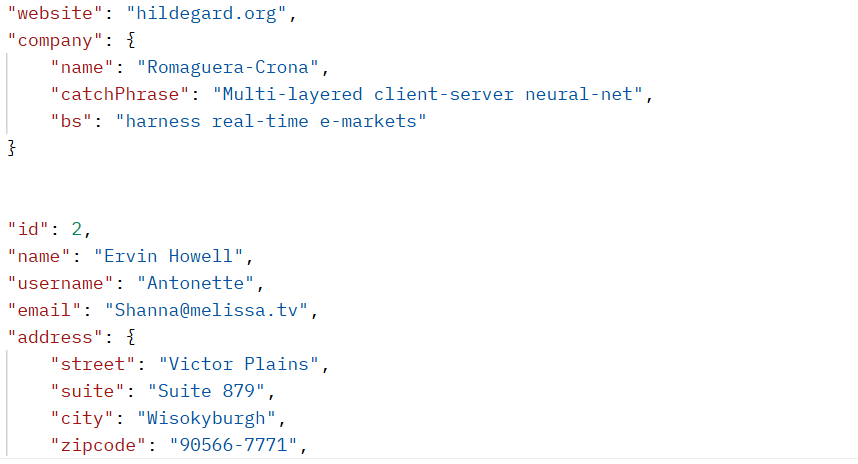 "website": "hildegard.org",
"company": {
    "name": "Romaguera-Crona",
    "catchPhrase": "Multi-layered client-server neural-net",
    "bs": "harness real-time e-markets"
}
"id": 2,
"name": "Ervin Howell",
"username": "Antonette",
"email": "Shanna@melissa.tv",
"address": {
    "street": "Victor Plains",
    "suite": "Suite 879",
    "city": "Wisokyburgh",
    "zipcode": "90566-7771",